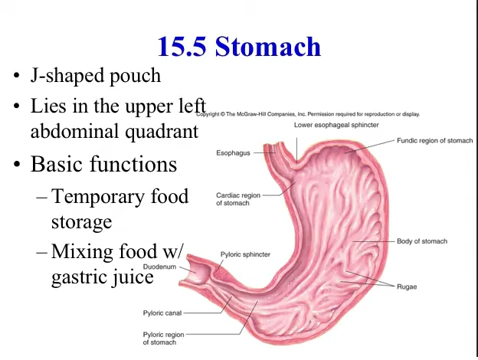 15.5 Stomach
• J-shaped pouch
• Lies in the upper left
abdominal quadrant
• Basic functions
– Temporary food
storage
– Mixing food w/
gastric juice
Copyright © The McGraw-Hill Companies, Inc. Permission required for reproduction or display.
Lower esophageal sphincter
Fundic region of stomach
Esophagus
Cardiac region
of stomach
Body of stomach
Pyloric sphincter
Duodenum
Rugae
Pyloric canal
Pyloric region
of stomach